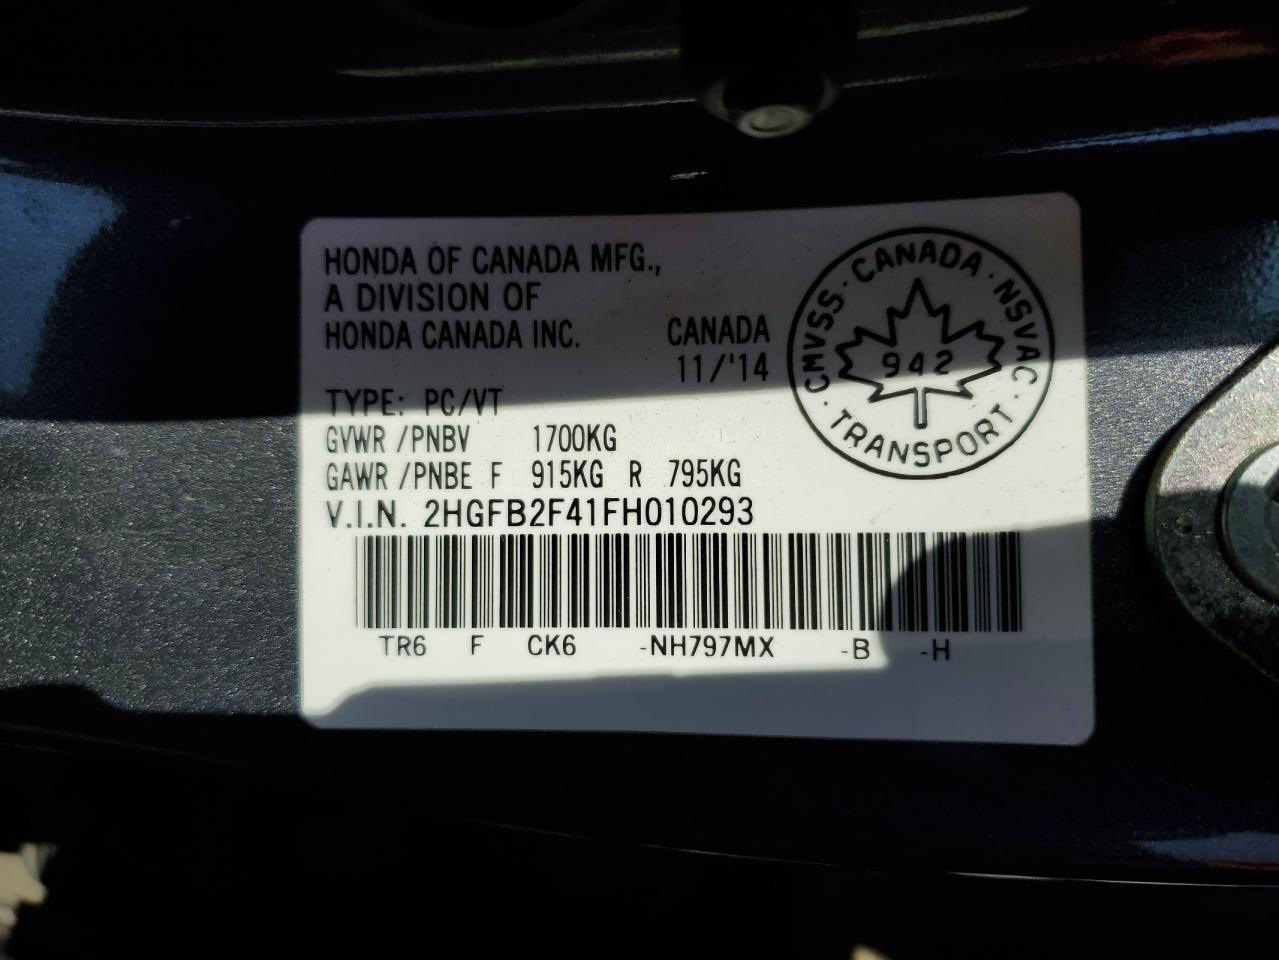 HONDA OF CANADA MFG.,
A DIVISION OF
HONDA CANADA INC.
CANADA
11/'14
· CANADA · NSVAC · TRANSPORT · CMVSS
942
TYPE: PC/VT
GVWR /PNBV 1700KG
GAWR /PNBE F 915KG R 795KG
V.I.N. 2HGFB2F41FH010293
TR6 F CK6 -NH797MX -B -H